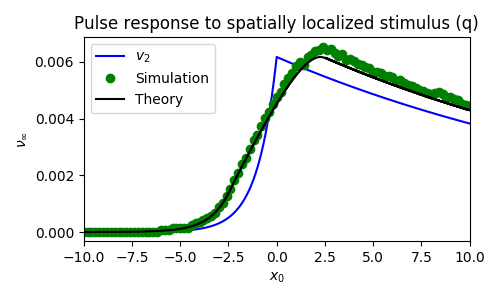 Pulse response to spatially localized stimulus (q)
v₂
Simulation
Theory
0.006
0.004
0.002
0.000
ν∞
−10.0 −7.5 −5.0 −2.5 0.0 2.5 5.0 7.5 10.0
x₀